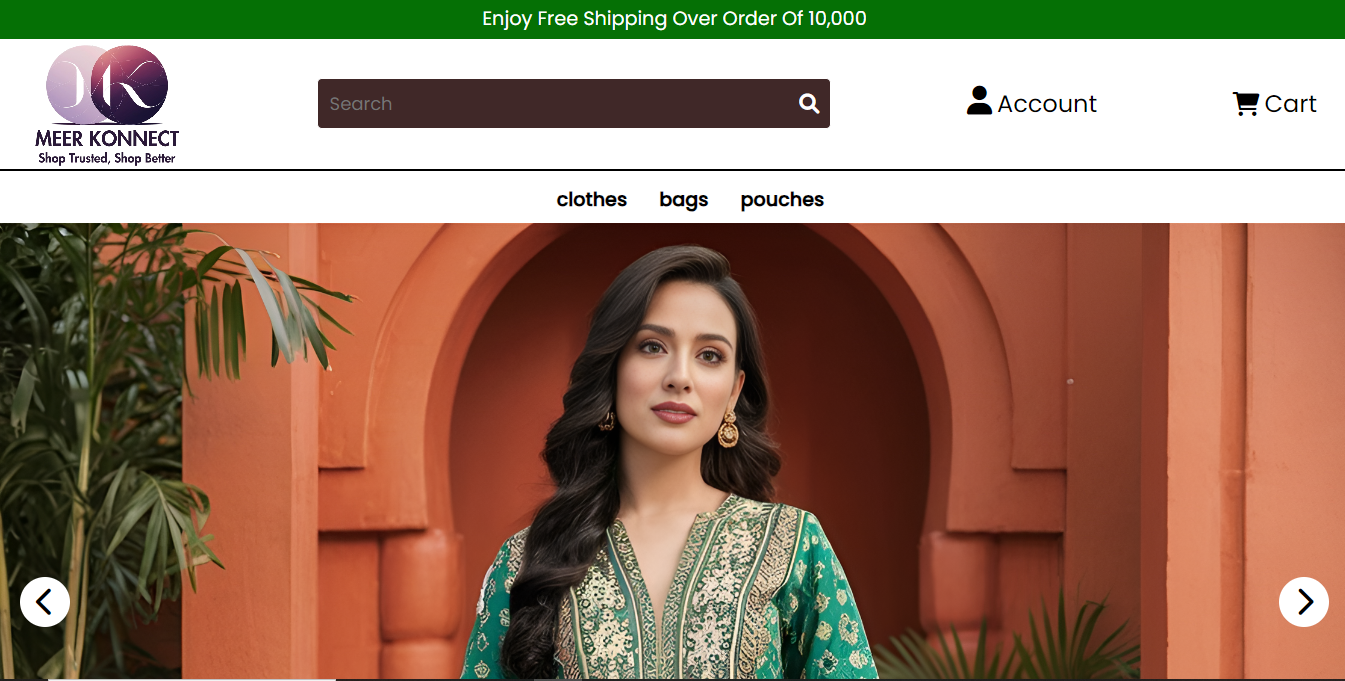 Enjoy Free Shipping Over Order Of 10,000
MEER KONNECT
Shop Trusted, Shop Better
Search
Account
Cart
clothes bags pouches